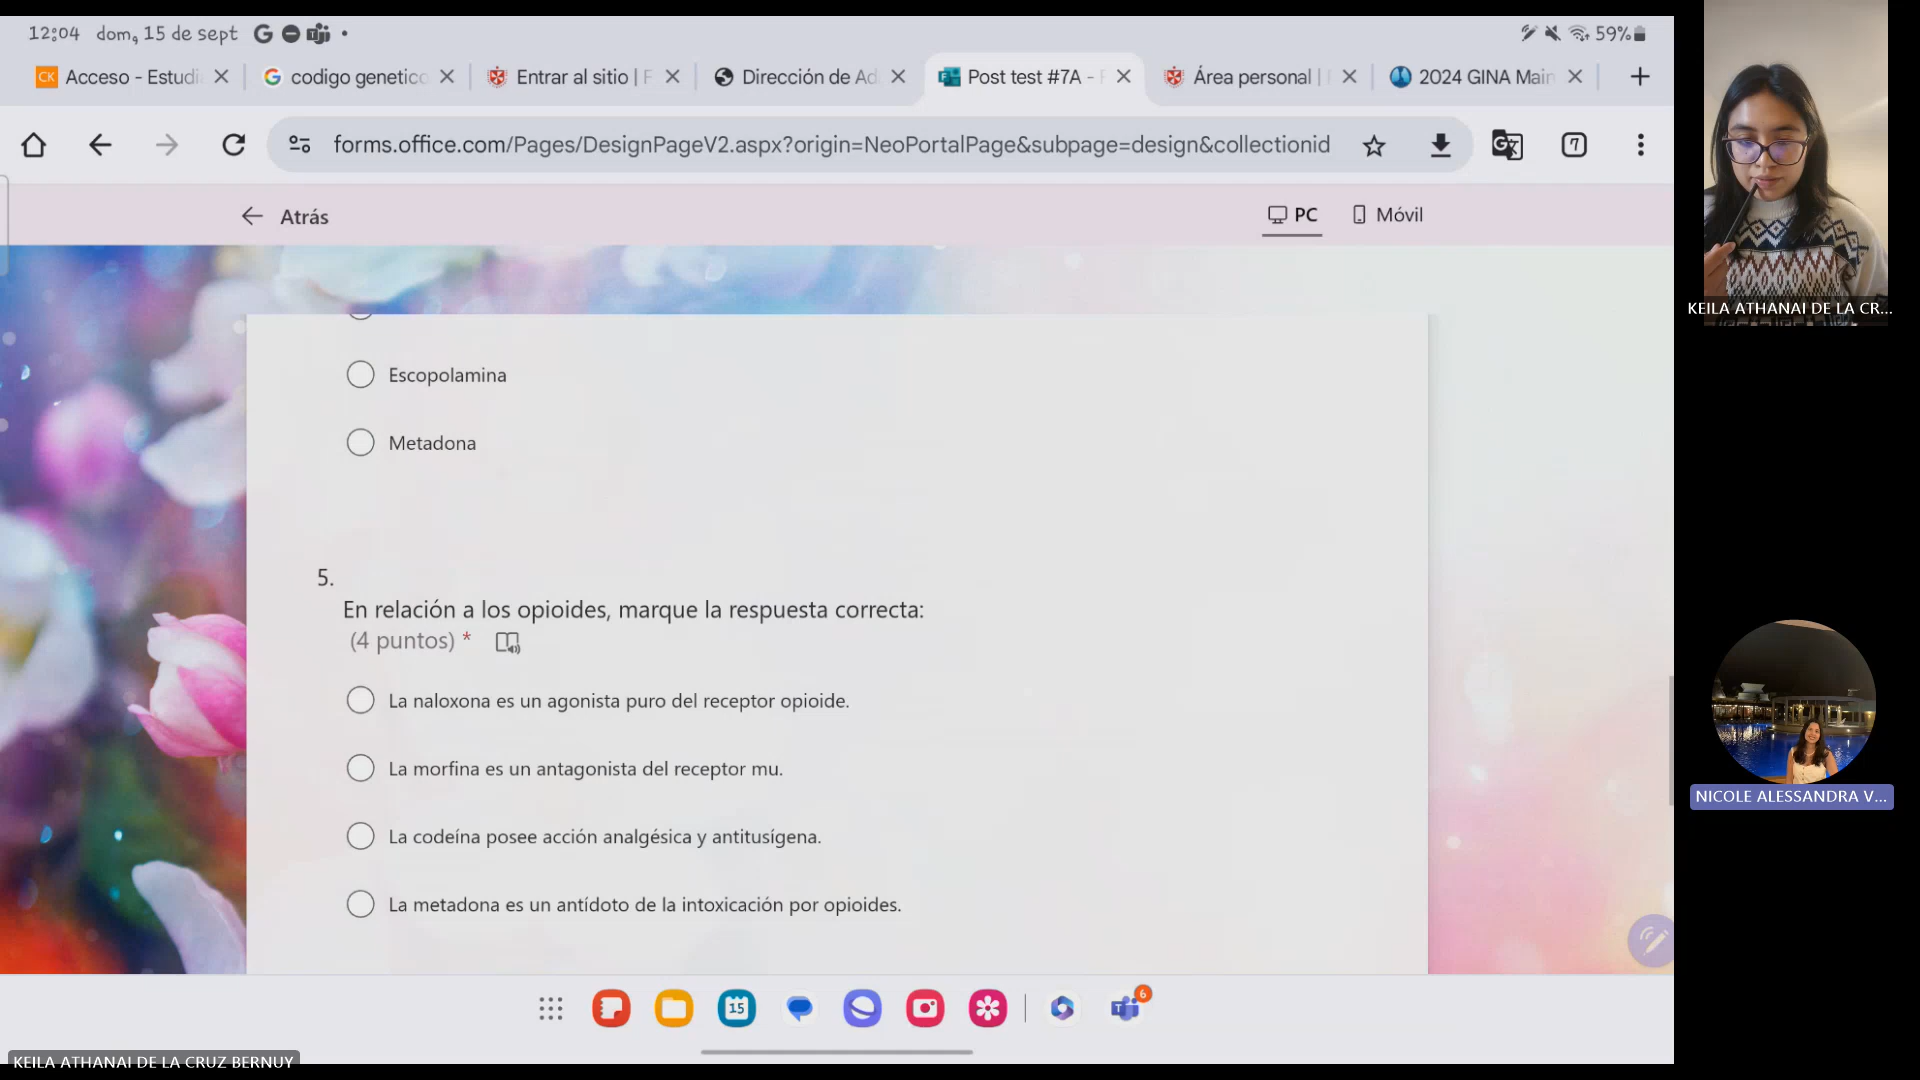 12:04 dom, 15 de sept
59%
Acceso - Estudi
codigo genetico
Entrar al sitio | F
Dirección de Ad
Post test #7A - F
Área personal |
2024 GINA Main
forms.office.com/Pages/DesignPageV2.aspx?origin=NeoPortalPage&subpage=design&collectionid
7
Atrás
PC
Móvil
Escopolamina
Metadona
5.
En relación a los opioides, marque la respuesta correcta:
(4 puntos) *
La naloxona es un agonista puro del receptor opioide.
La morfina es un antagonista del receptor mu.
La codeína posee acción analgésica y antitusígena.
La metadona es un antídoto de la intoxicación por opioides.
15
6
KEILA ATHANAI DE LA CRUZ BERNUY
KEILA ATHANAI DE LA CR...
NICOLE ALESSANDRA V...